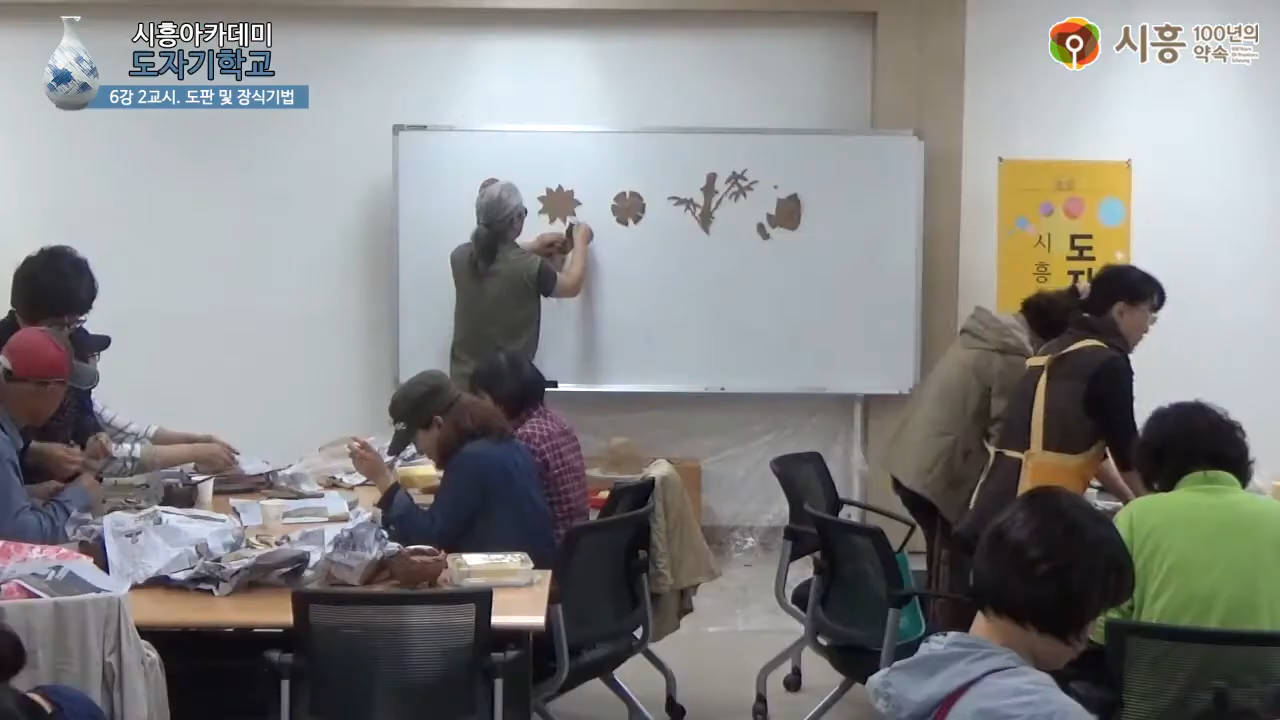 시흥아카데미
도자기학교
6강 2교시. 도판 및 장식기법
시흥 100년의 약속
시흥
도자